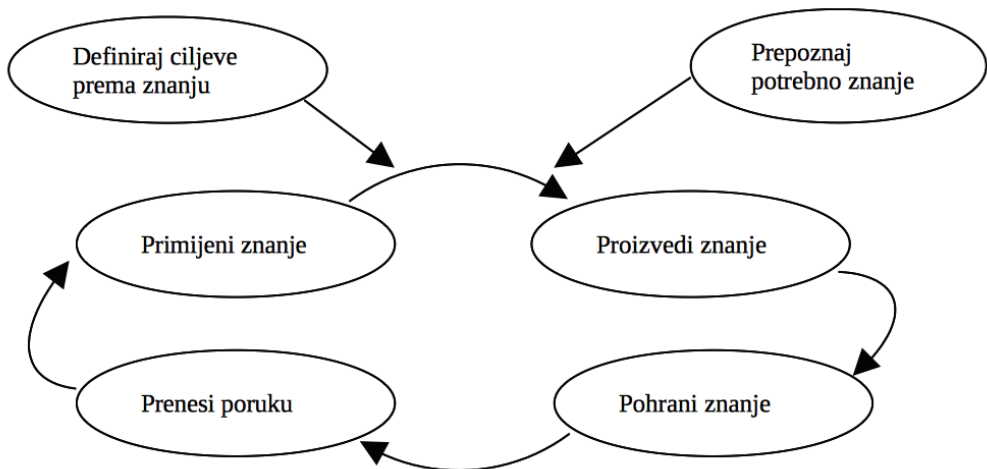 Definiraj ciljeve
prema znanju
Prepoznaj
potrebno znanje
Primijeni znanje
Proizvedi znanje
Prenesi poruku
Pohrani znanje